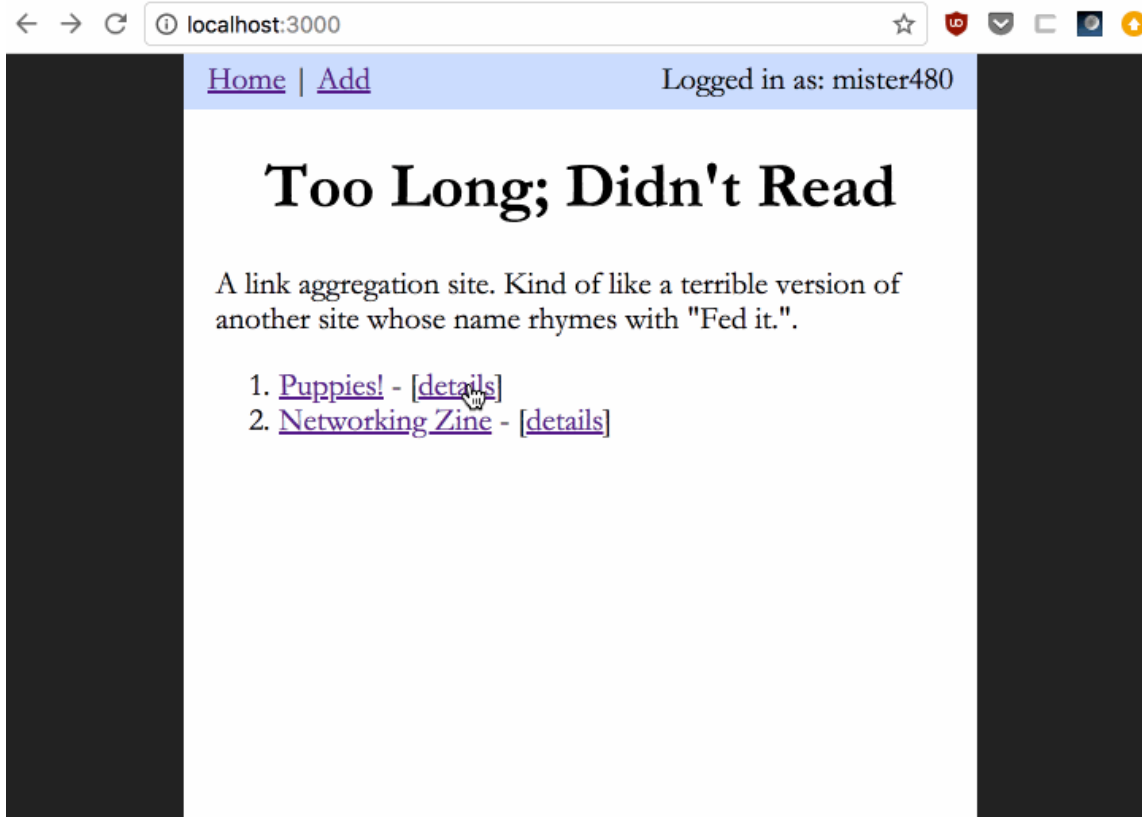 localhost:3000
Home | Add
Logged in as: mister480
Too Long; Didn't Read
A link aggregation site. Kind of like a terrible version of
another site whose name rhymes with "Fed it.".
1. Puppies! - [details]
2. Networking Zine - [details]